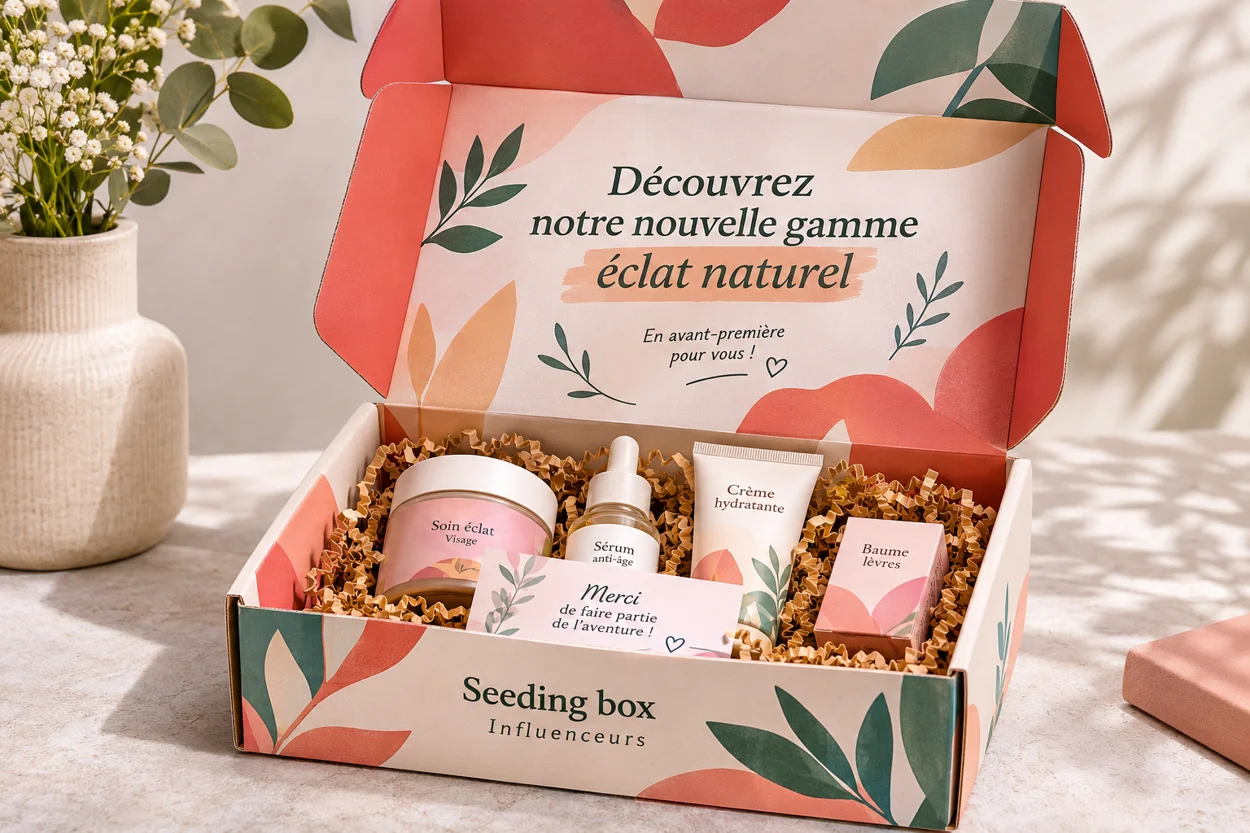 Découvrez
notre nouvelle gamme
éclat naturel
En avant-première
pour vous !
Soin éclat
Visage
Sérum
anti-âge
Crème
hydratante
Baume
lèvres
Merci
de faire partie
de l'aventure !
Seeding box
Influenceurs